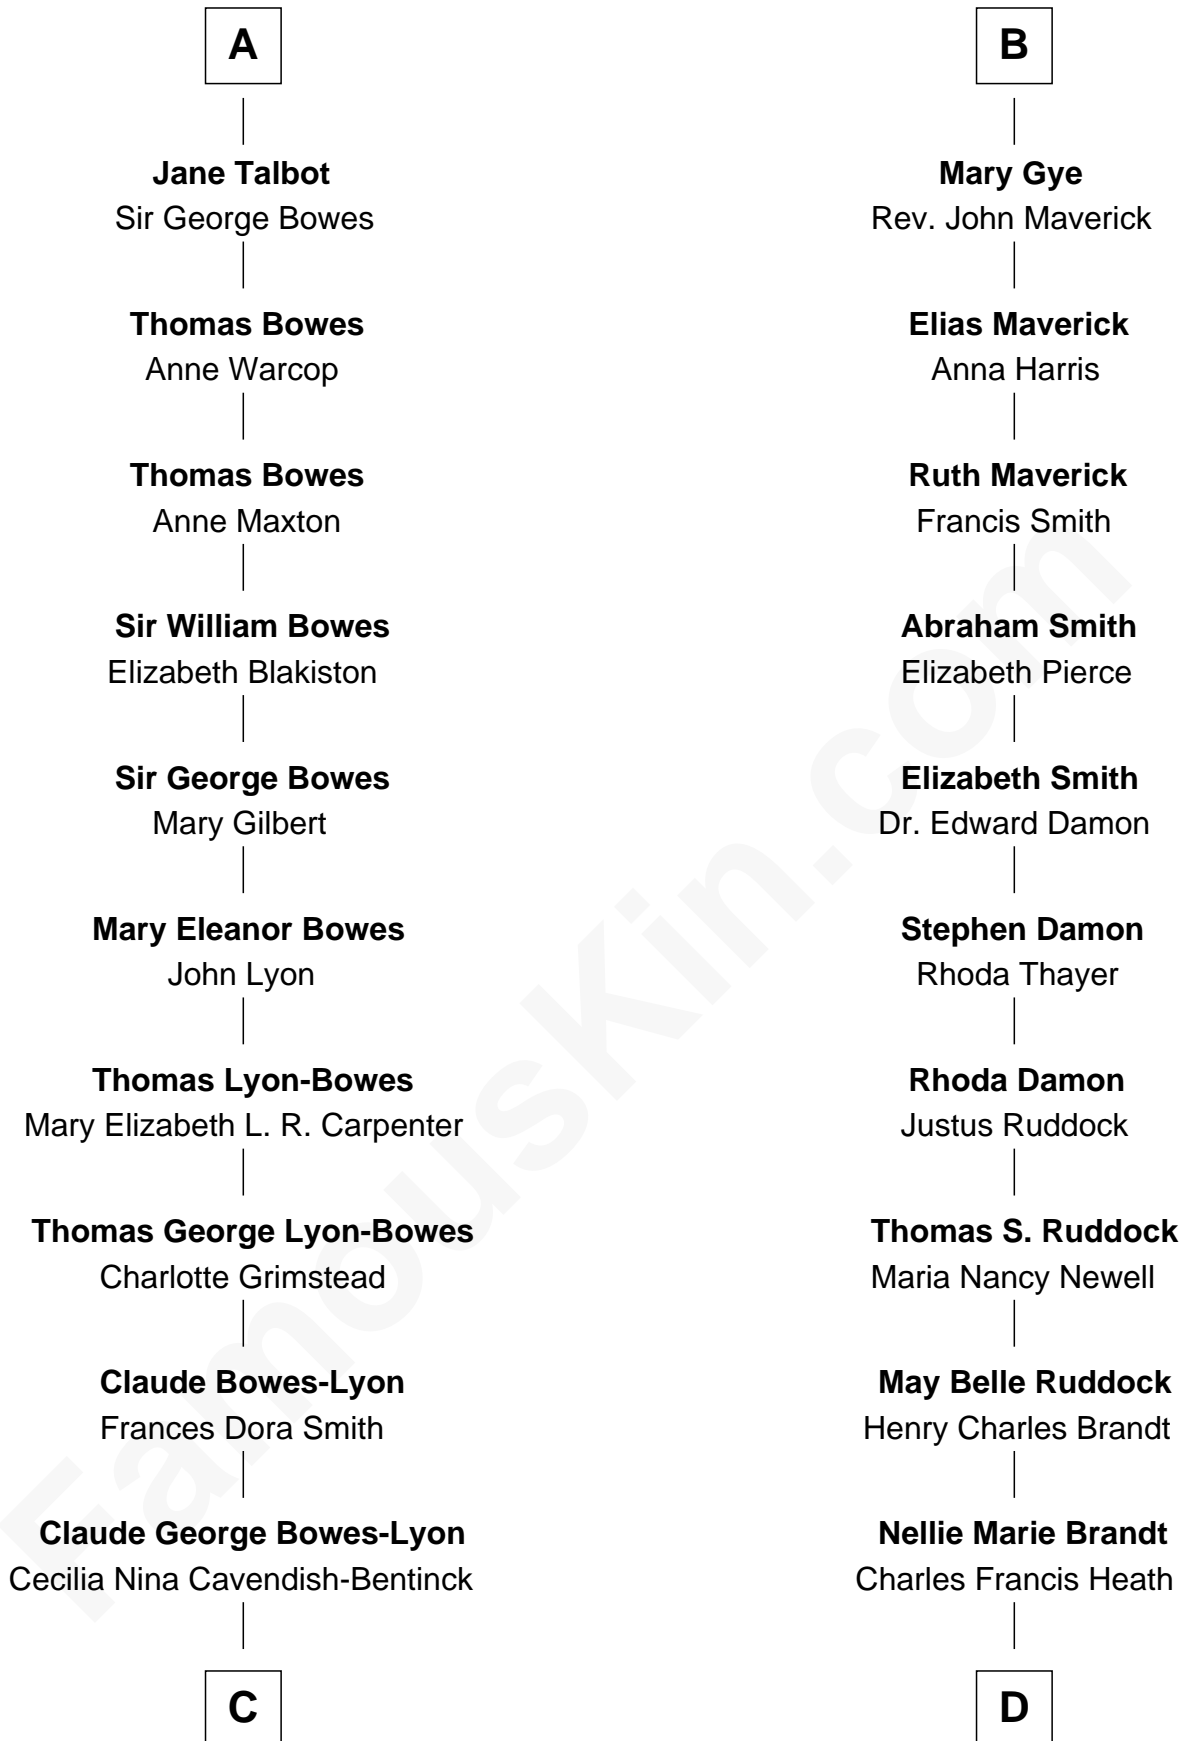 A
Jane Talbot
Sir George Bowes
Thomas Bowes
Anne Warcop
Thomas Bowes
Anne Maxton
Sir William Bowes
Elizabeth Blakiston
Sir George Bowes
Mary Gilbert
Mary Eleanor Bowes
John Lyon
Thomas Lyon-Bowes
Mary Elizabeth L. R. Carpenter
Thomas George Lyon-Bowes
Charlotte Grimstead
Claude Bowes-Lyon
Frances Dora Smith
Claude George Bowes-Lyon
Cecilia Nina Cavendish-Bentinck
C
B
Mary Gye
Rev. John Maverick
Elias Maverick
Anna Harris
Ruth Maverick
Francis Smith
Abraham Smith
Elizabeth Pierce
Elizabeth Smith
Dr. Edward Damon
Stephen Damon
Rhoda Thayer
Rhoda Damon
Justus Ruddock
Thomas S. Ruddock
Maria Nancy Newell
May Belle Ruddock
Henry Charles Brandt
Nellie Marie Brandt
Charles Francis Heath
D
FamousKin.com